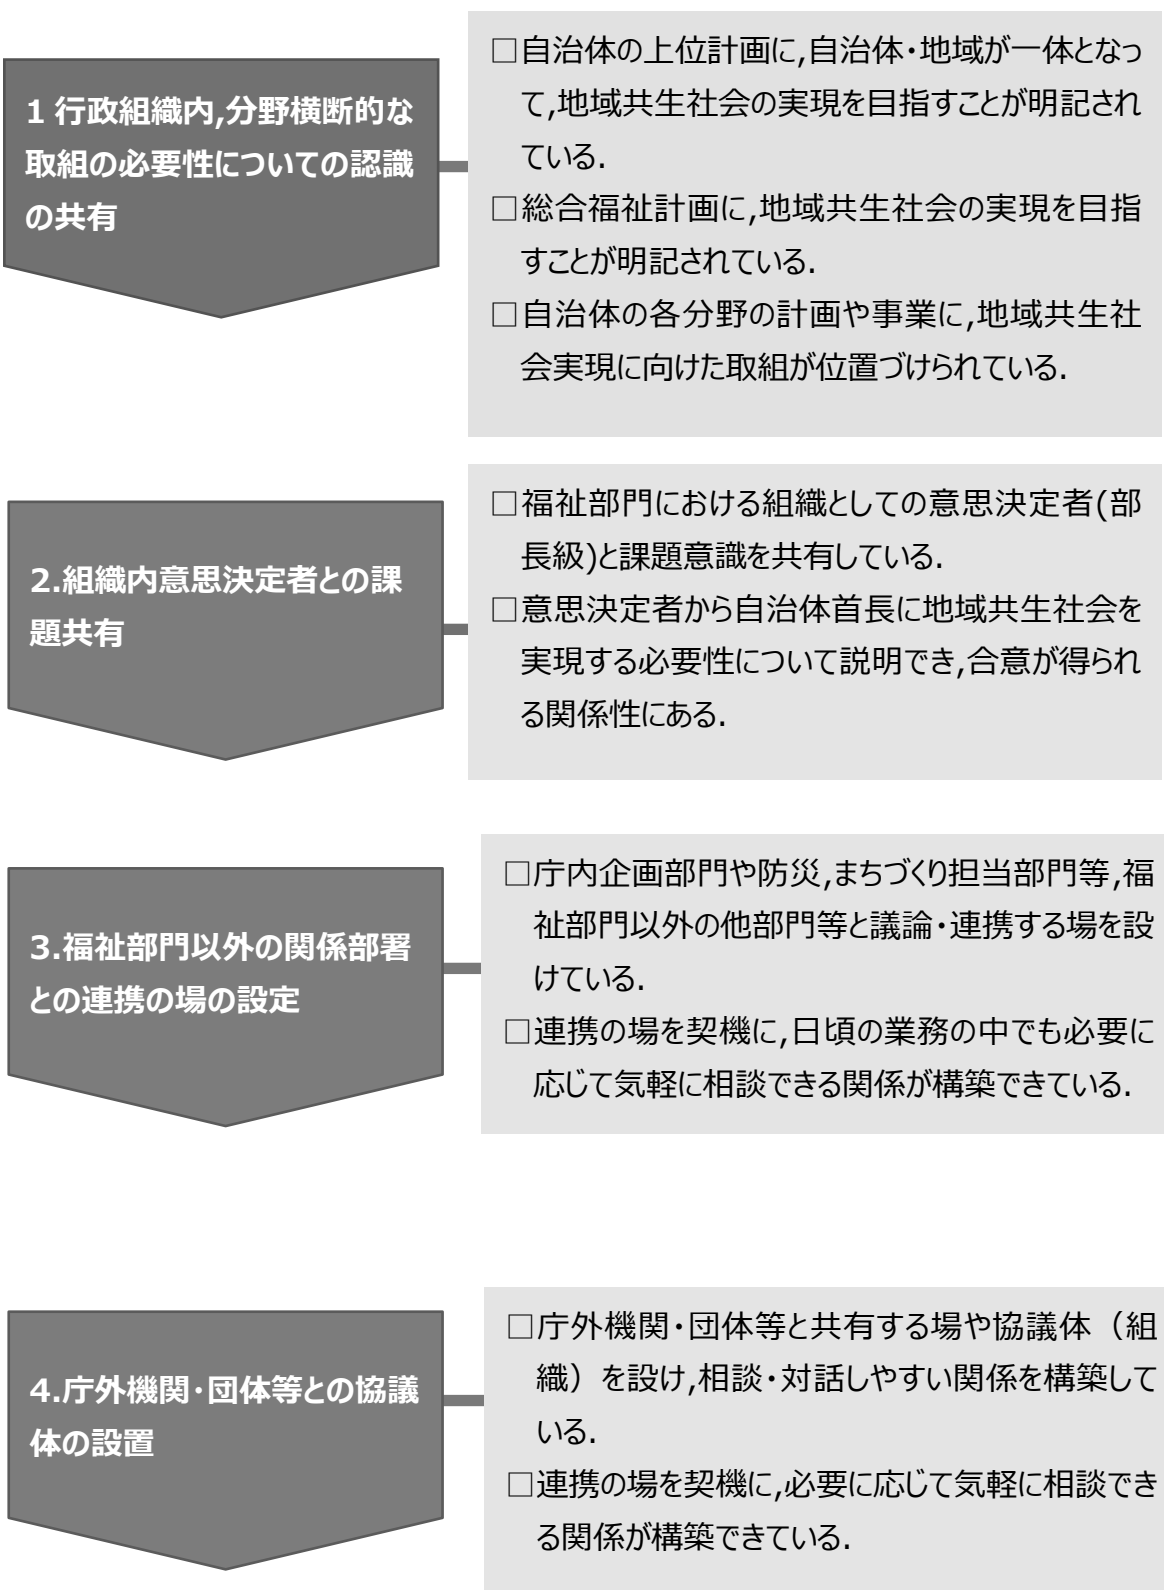 1 行政組織内,分野横断的な
取組の必要性についての認識
の共有
□自治体の上位計画に,自治体・地域が一体となっ
て,地域共生社会の実現を目指すことが明記され
ている.
□総合福祉計画に,地域共生社会の実現を目指
すことが明記されている.
□自治体の各分野の計画や事業に,地域共生社
会実現に向けた取組が位置づけられている.
2.組織内意思決定者との課
題共有
□福祉部門における組織としての意思決定者(部
長級)と課題意識を共有している.
□意思決定者から自治体首長に地域共生社会を
実現する必要性について説明でき,合意が得られ
る関係性にある.
3.福祉部門以外の関係部署
との連携の場の設定
□庁内企画部門や防災,まちづくり担当部門等,福
祉部門以外の他部門等と議論・連携する場を設
けている.
□連携の場を契機に,日頃の業務の中でも必要に
応じて気軽に相談できる関係が構築できている.
4.庁外機関・団体等との協議
体の設置
□庁外機関・団体等と共有する場や協議体（組
織）を設け,相談・対話しやすい関係を構築して
いる.
□連携の場を契機に,必要に応じて気軽に相談でき
る関係が構築できている.